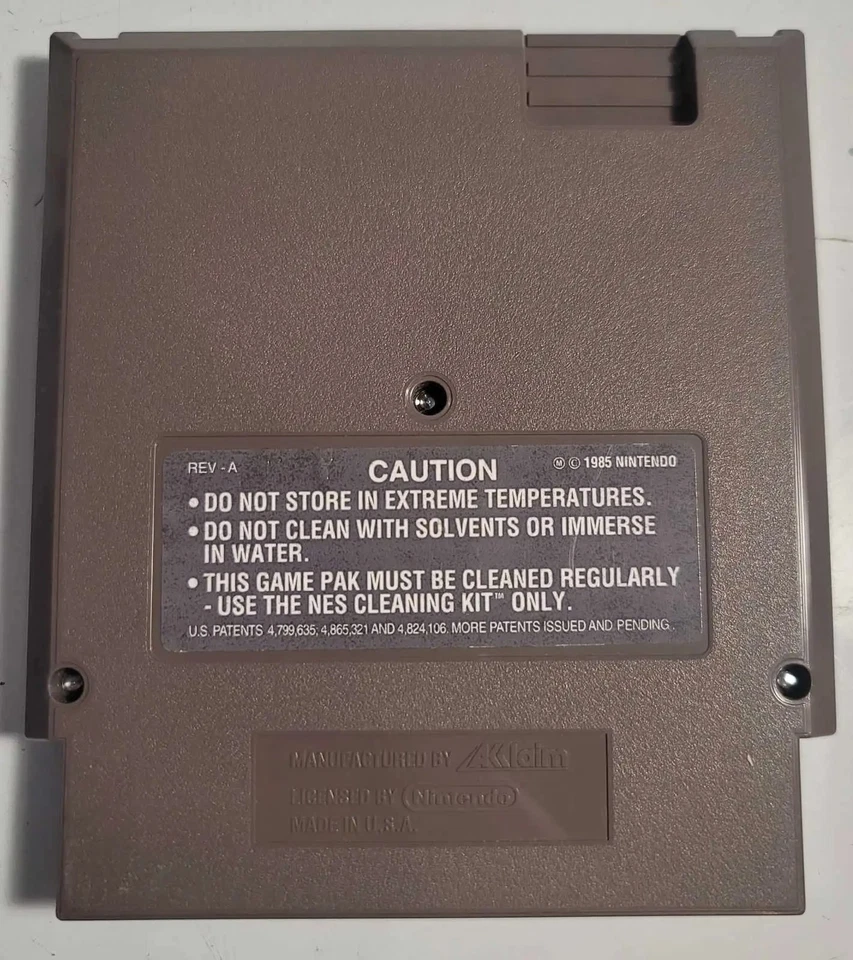 REV-A
CAUTION
Ⓜ © 1985 NINTENDO
• DO NOT STORE IN EXTREME TEMPERATURES.
• DO NOT CLEAN WITH SOLVENTS OR IMMERSE
IN WATER.
• THIS GAME PAK MUST BE CLEANED REGULARLY
- USE THE NES CLEANING KIT™ ONLY.
U.S. PATENTS 4,799,635; 4,865,321 AND 4,824,106. MORE PATENTS ISSUED AND PENDING.
MANUFACTURED BY AKlaim
LICENSED BY Nintendo
MADE IN U.S.A.